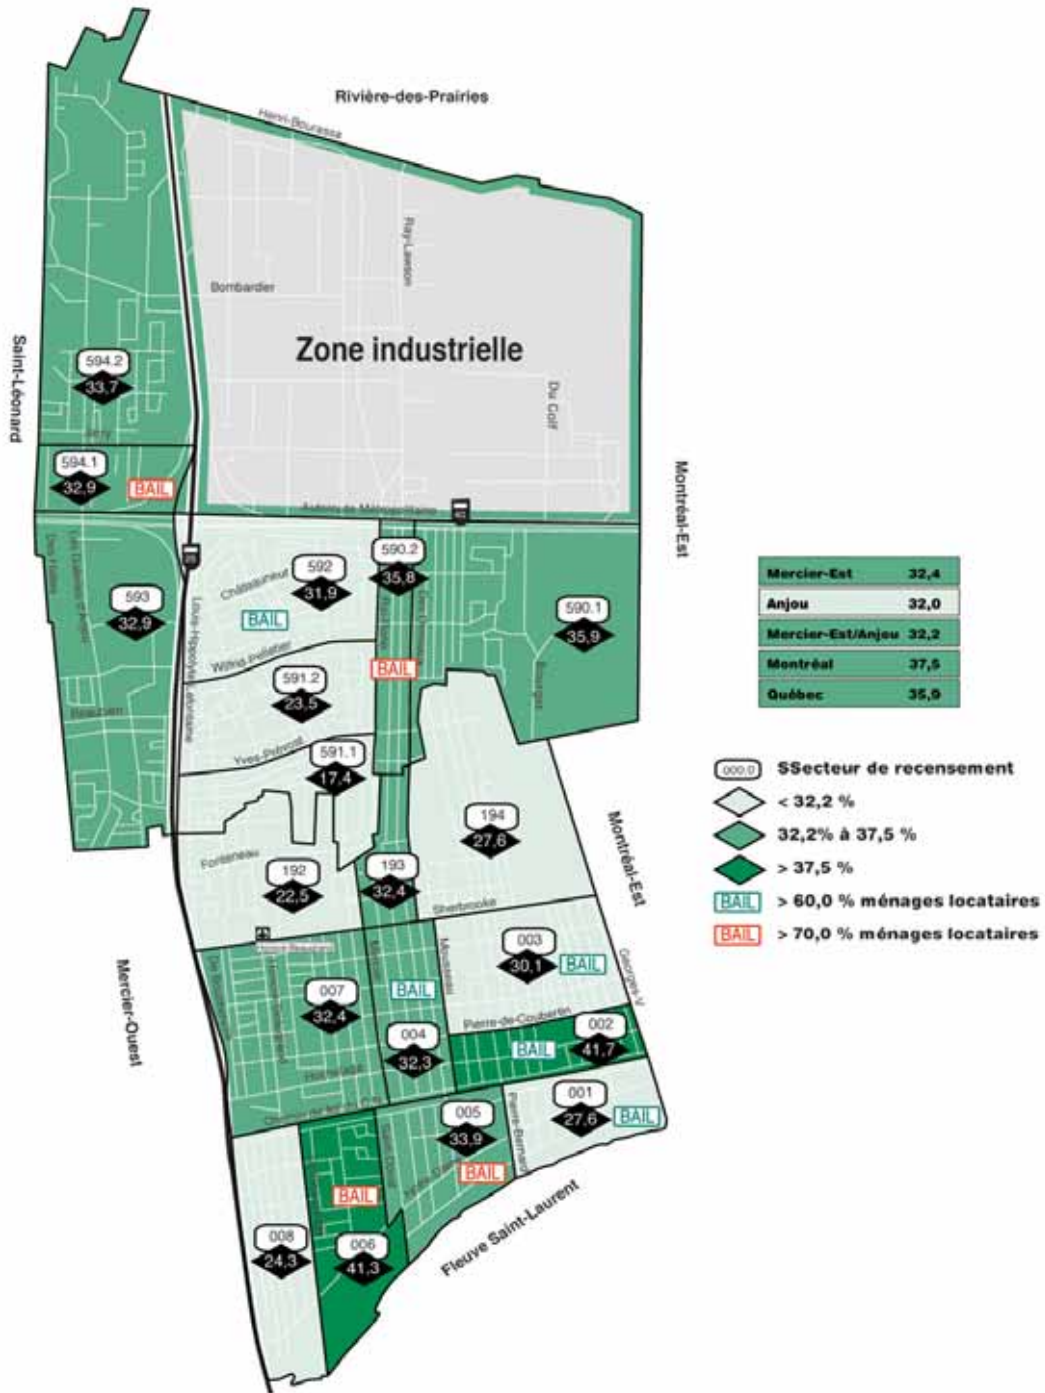 Rivière-des-Prairies
Henri-Bourassa
Ray-Lawson
Bombardier
Zone industrielle
Saint-Léonard
594.2
33,7
Du Golf
594.1
32,9
BAIL
Montréal-Est
590.2
35,8
592
31,9
Châteauneuf
BAIL
593
32,9
590.1
35,9
Wilfrid-Pelletier
BAIL
591.2
23,5
Bourget
Beaubien
Yves-Prévost
591.1
17,4
194
27,6
Montréal-Est
Fonteneau
192
22,5
193
32,4
Sherbrooke
Mousseau
003
30,1
BAIL
Georges-V
Mercier-Ouest
007
32,4
BAIL
Pierre-de-Coubertin
004
32,3
BAIL
002
41,7
001
27,6
BAIL
005
33,9
Pierre-Bernard
BAIL
BAIL
008
24,3
006
41,3
Fleuve Saint-Laurent
Mercier-Est 32,4
Anjou 32,0
Mercier-Est/Anjou 32,2
Montréal 37,5
Québec 35,9
000,0 SSecteur de recensement
< 32,2 %
32,2% à 37,5 %
> 37,5 %
BAIL > 60,0 % ménages locataires
BAIL > 70,0 % ménages locataires